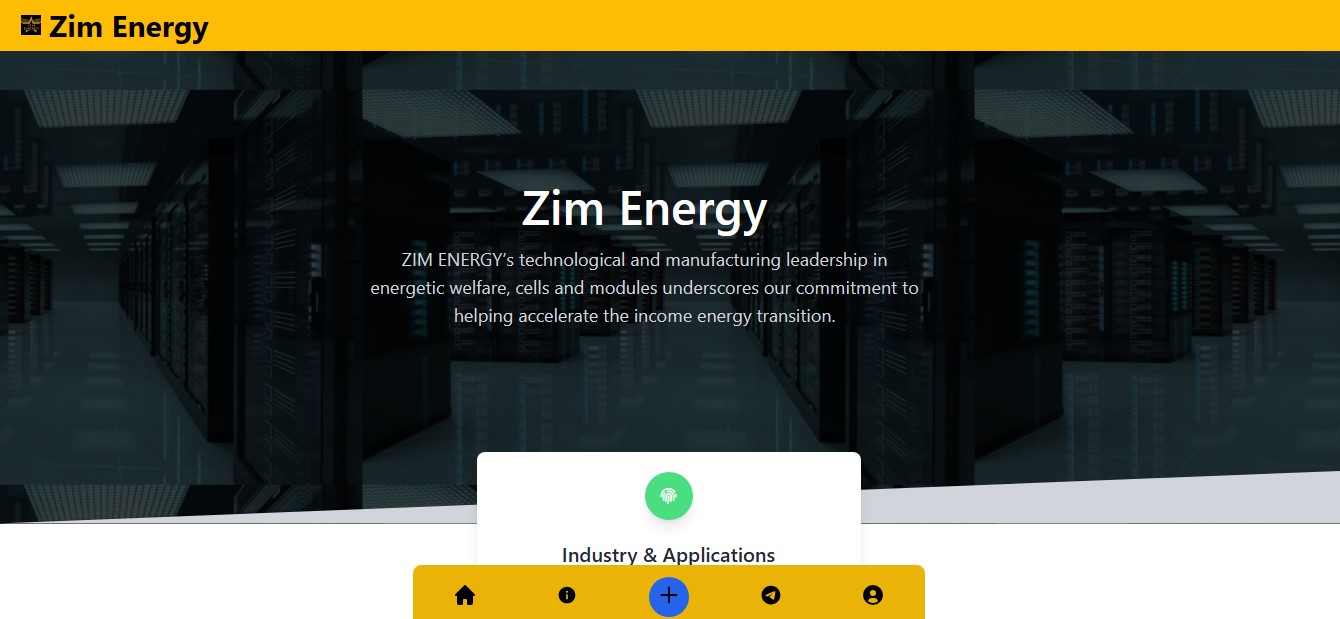 Zim Energy
Zim Energy
ZIM ENERGY’s technological and manufacturing leadership in
energetic welfare, cells and modules underscores our commitment to
helping accelerate the income energy transition.
Industry & Applications